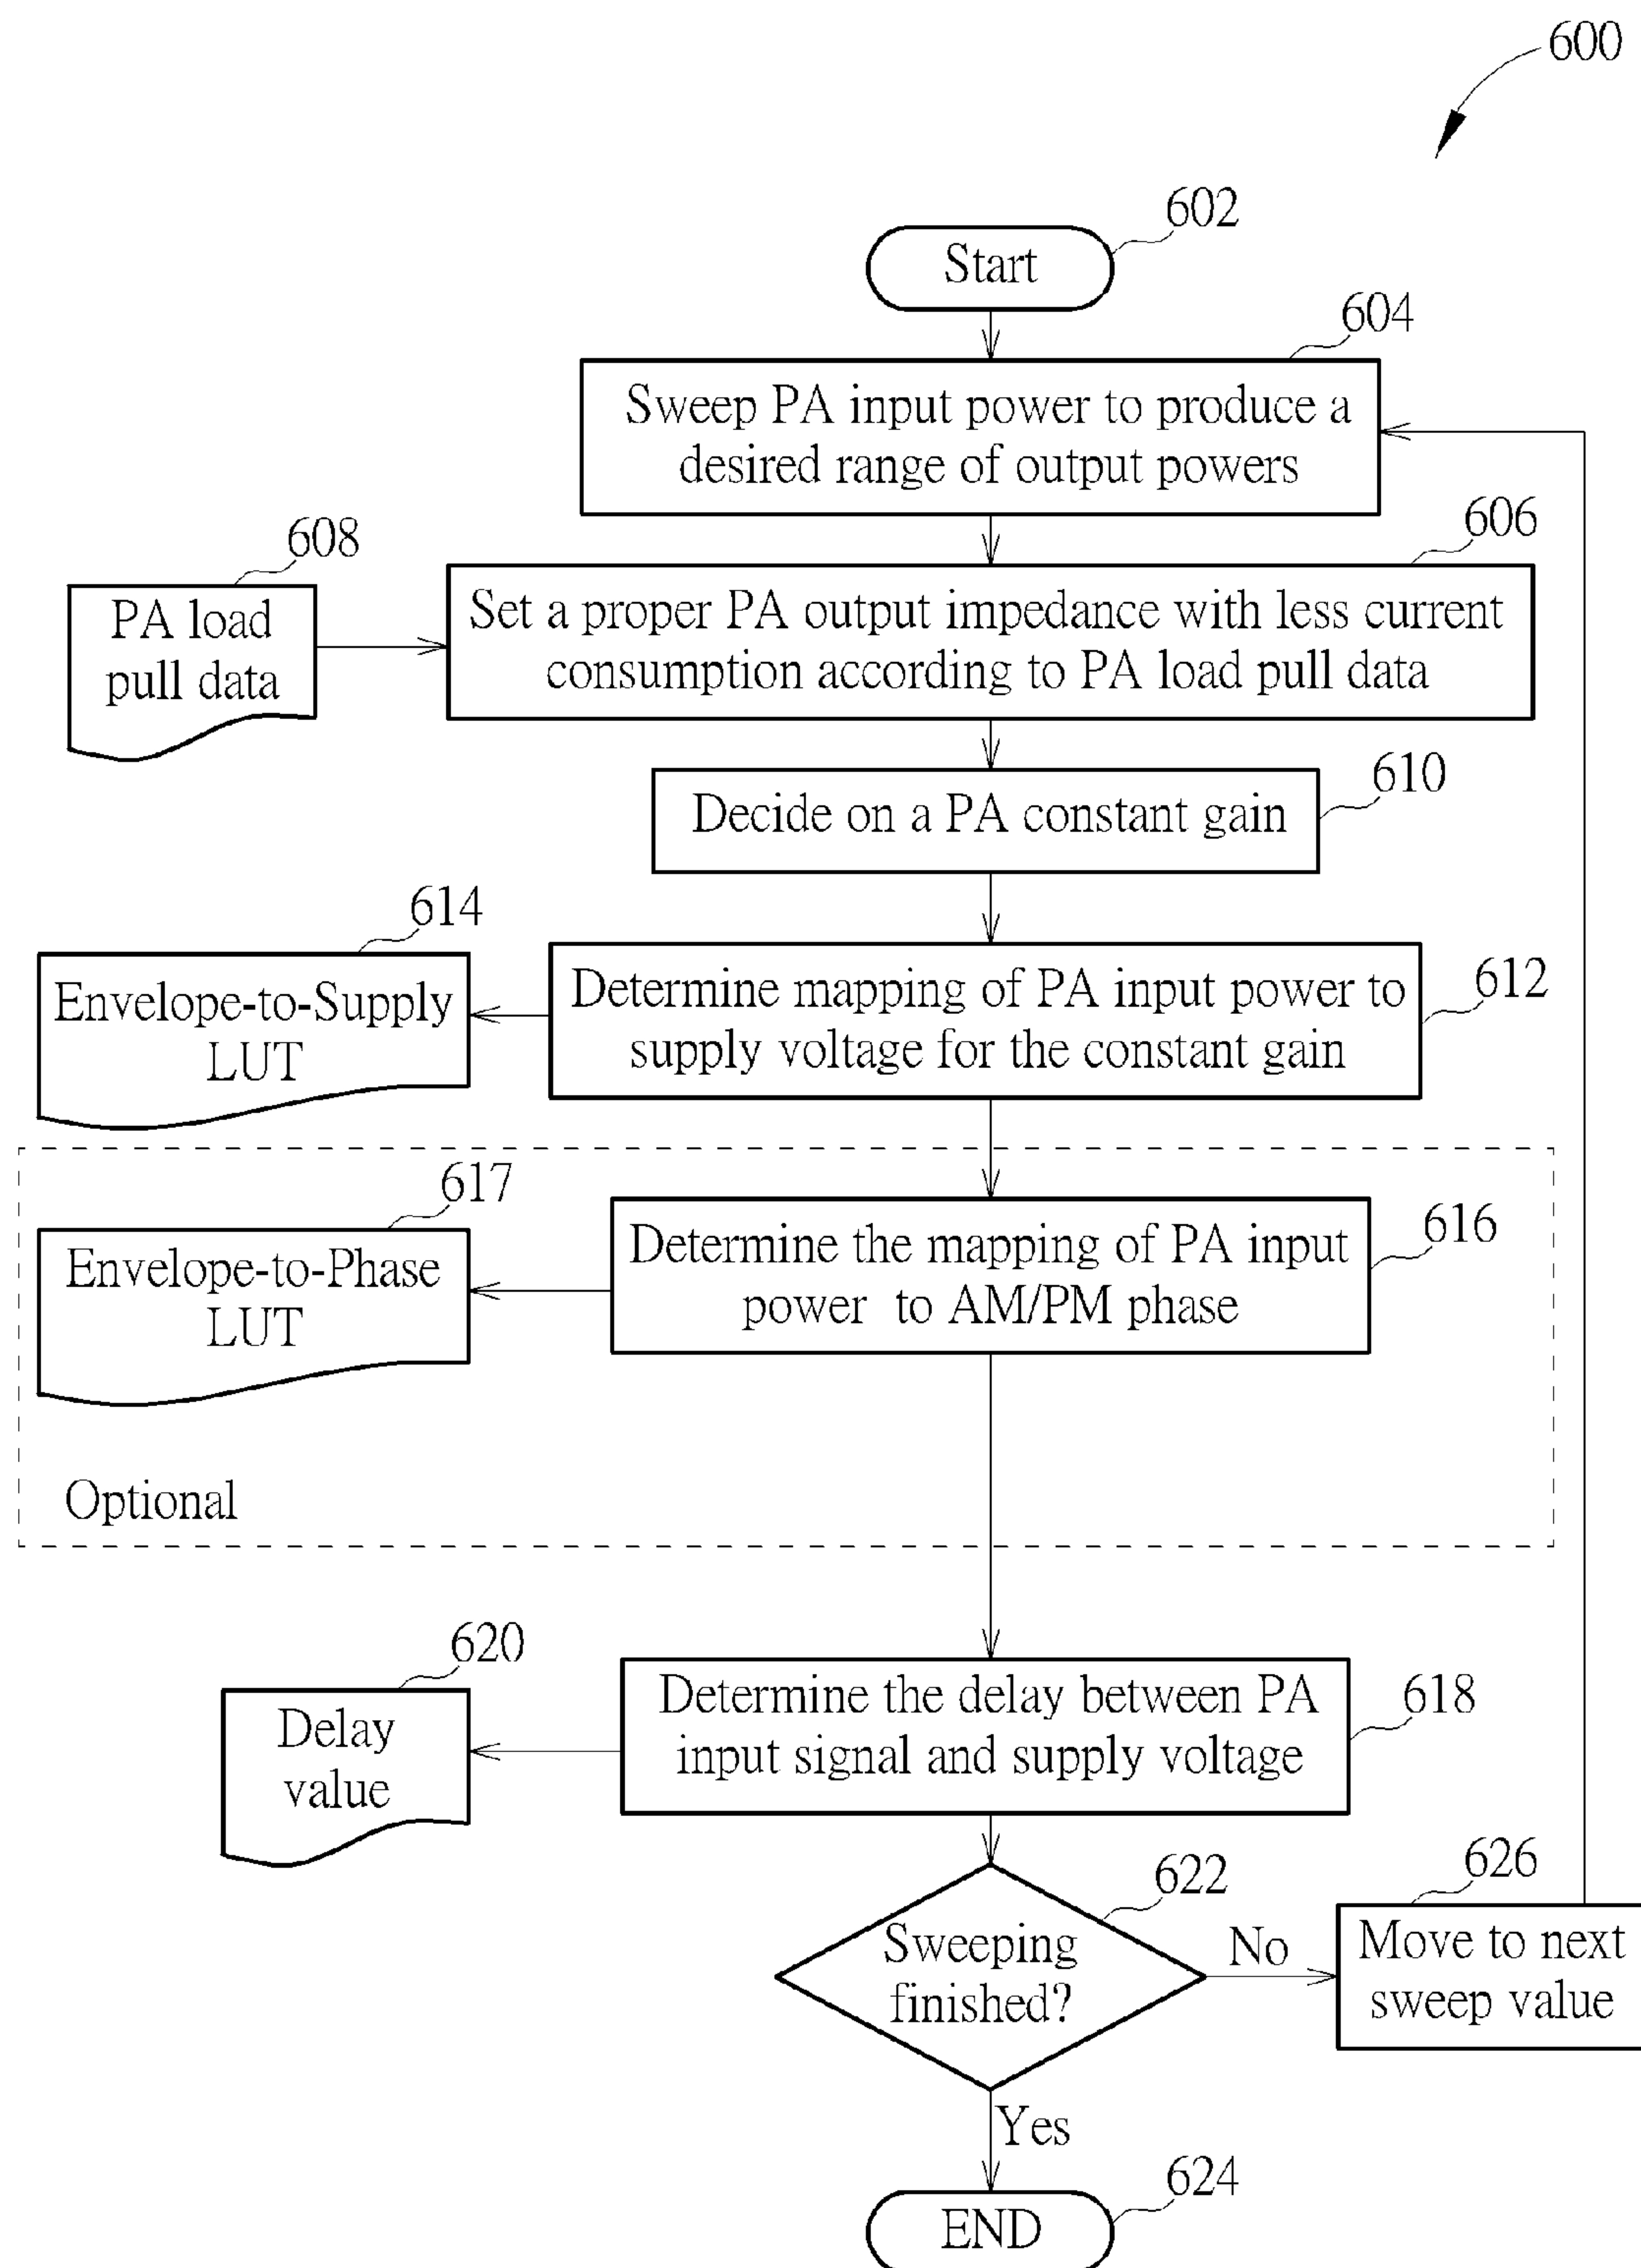 600
602
Start
604
Sweep PA input power to produce a
desired range of output powers
606
608
PA load
pull data
Set a proper PA output impedance with less current
consumption according to PA load pull data
610
Decide on a PA constant gain
614
Envelope-to-Supply
LUT
612
Determine mapping of PA input power to
supply voltage for the constant gain
617
Envelope-to-Phase
LUT
616
Determine the mapping of PA input
power to AM/PM phase
Optional
620
Delay
value
618
Determine the delay between PA
input signal and supply voltage
622
Sweeping
finished?
No
626
Move to next
sweep value
Yes
624
END